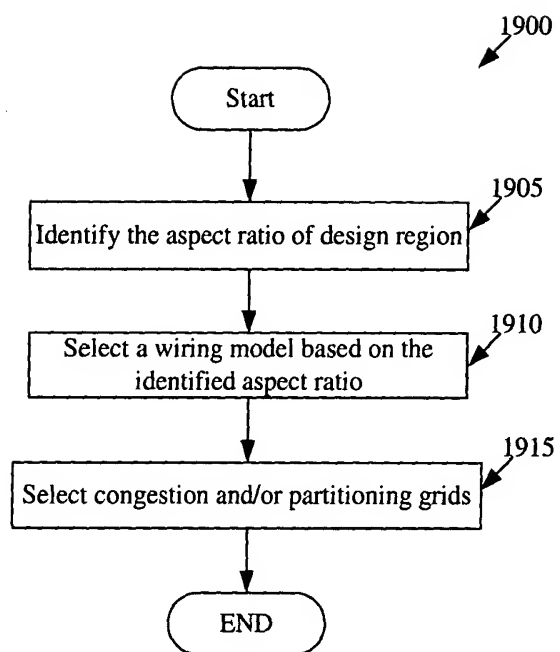 1900
Start
1905
Identify the aspect ratio of design region
1910
Select a wiring model based on the
identified aspect ratio
1915
Select congestion and/or partitioning grids
END